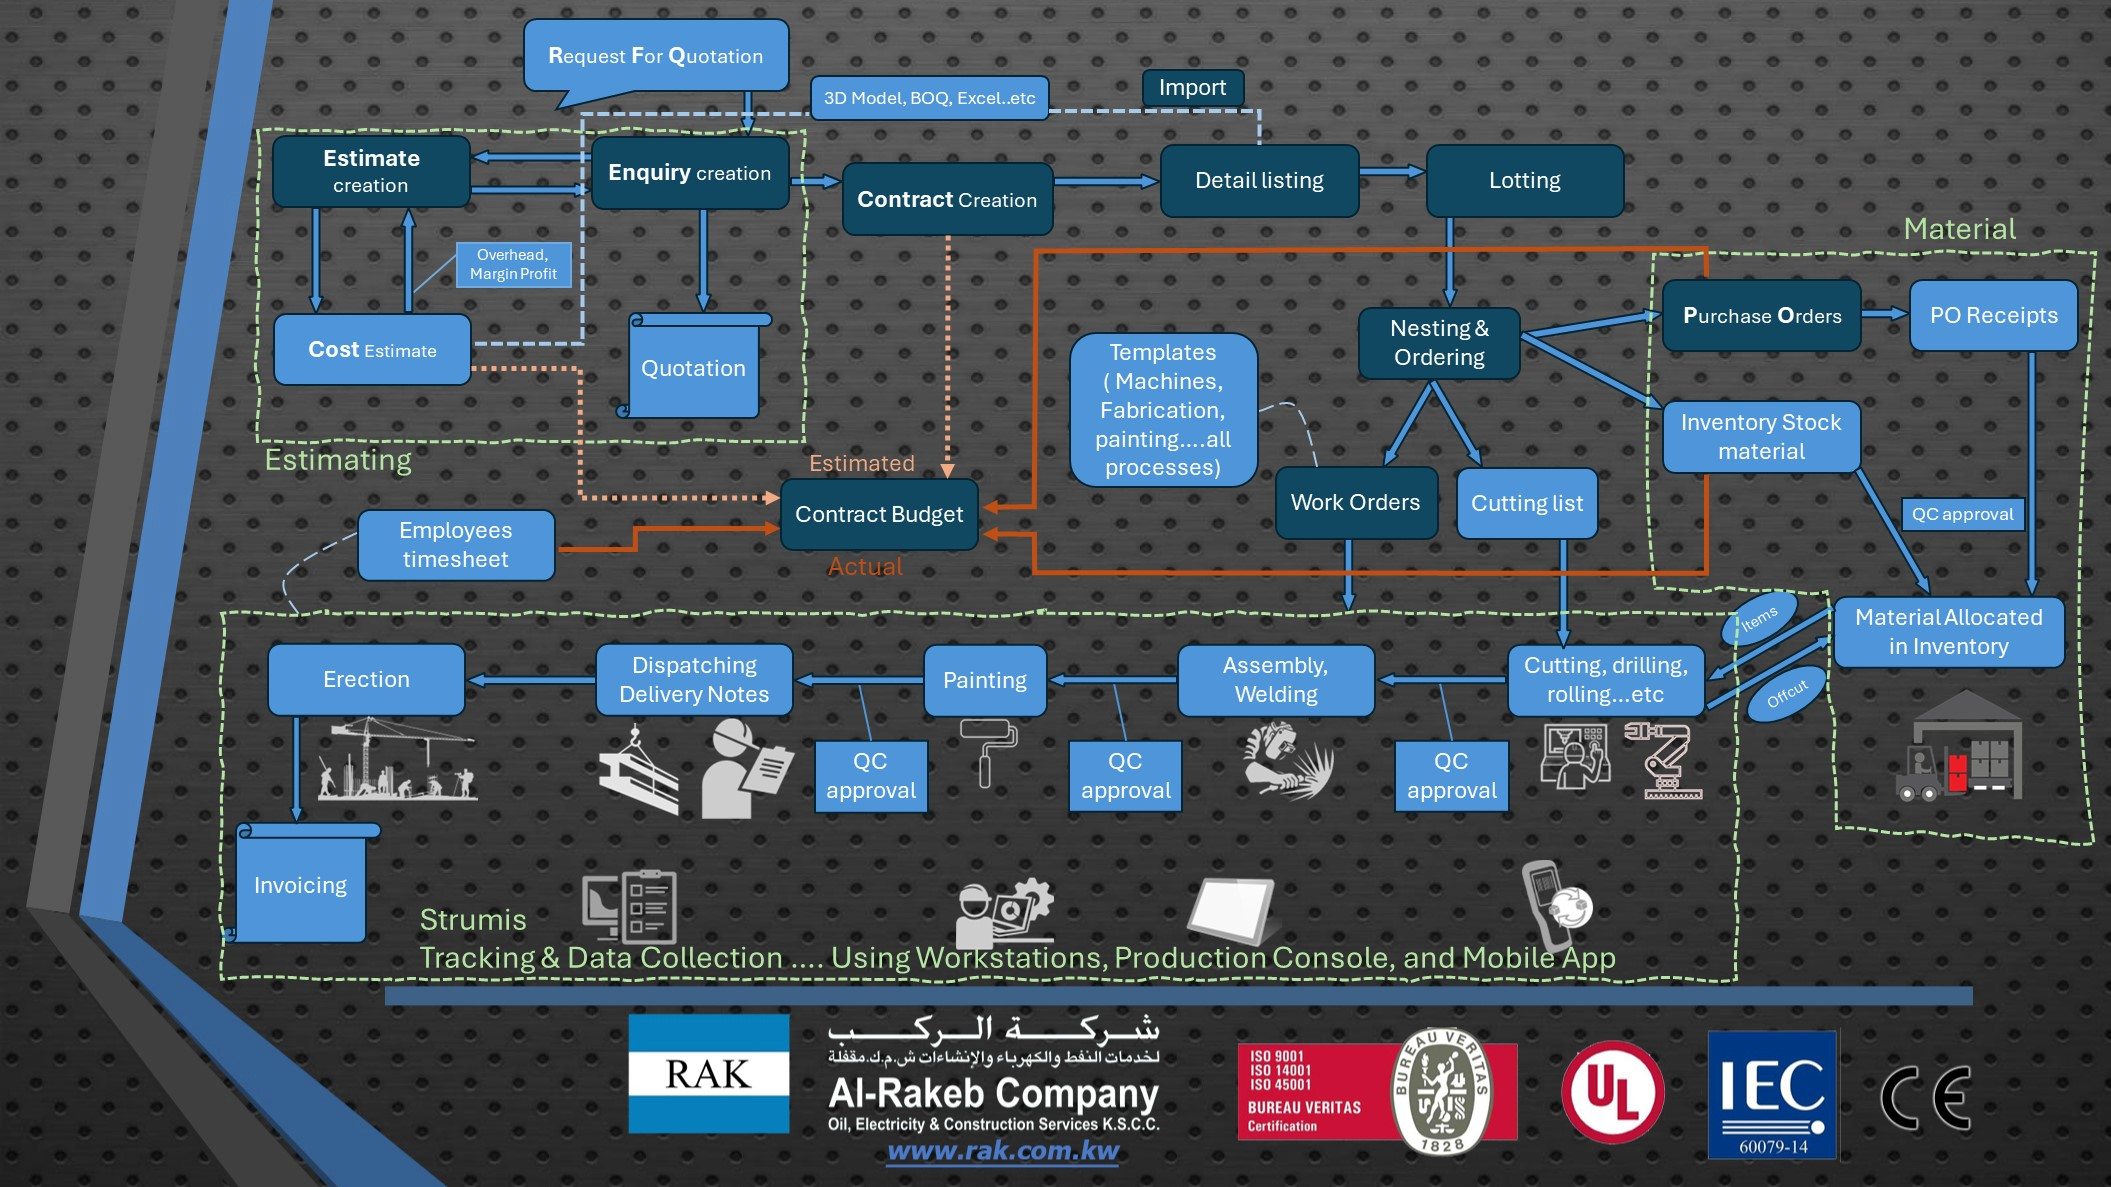 Request For Quotation
3D Model, BOQ, Excel..etc
Import
Estimate
creation
Enquiry creation
Contract Creation
Detail listing
Lotting
Material
Overhead,
Margin Profit
Cost Estimate
Quotation
Estimating
Templates
( Machines,
Fabrication,
painting....all
processes)
Nesting &
Ordering
Purchase Orders
PO Receipts
Inventory Stock
material
QC approval
Estimated
Contract Budget
Actual
Work Orders
Cutting list
Employees
timesheet
Items
Offcut
Material Allocated
in Inventory
Erection
Dispatching
Delivery Notes
Painting
Assembly,
Welding
Cutting, drilling,
rolling...etc
QC
approval
QC
approval
QC
approval
Invoicing
Strumis
Tracking & Data Collection .... Using Workstations, Production Console, and Mobile App
RAK
شركة الركب
لخدمات النفط والكهرباء والإنشاءات ش.م.ك.مقفلة
Al-Rakeb Company
Oil, Electricity & Construction Services K.S.C.C.
www.rak.com.kw
ISO 9001
ISO 14001
ISO 45001
BUREAU VERITAS
Certification
BUREAU VERITAS
1828
UL
IEC
60079-14
CE